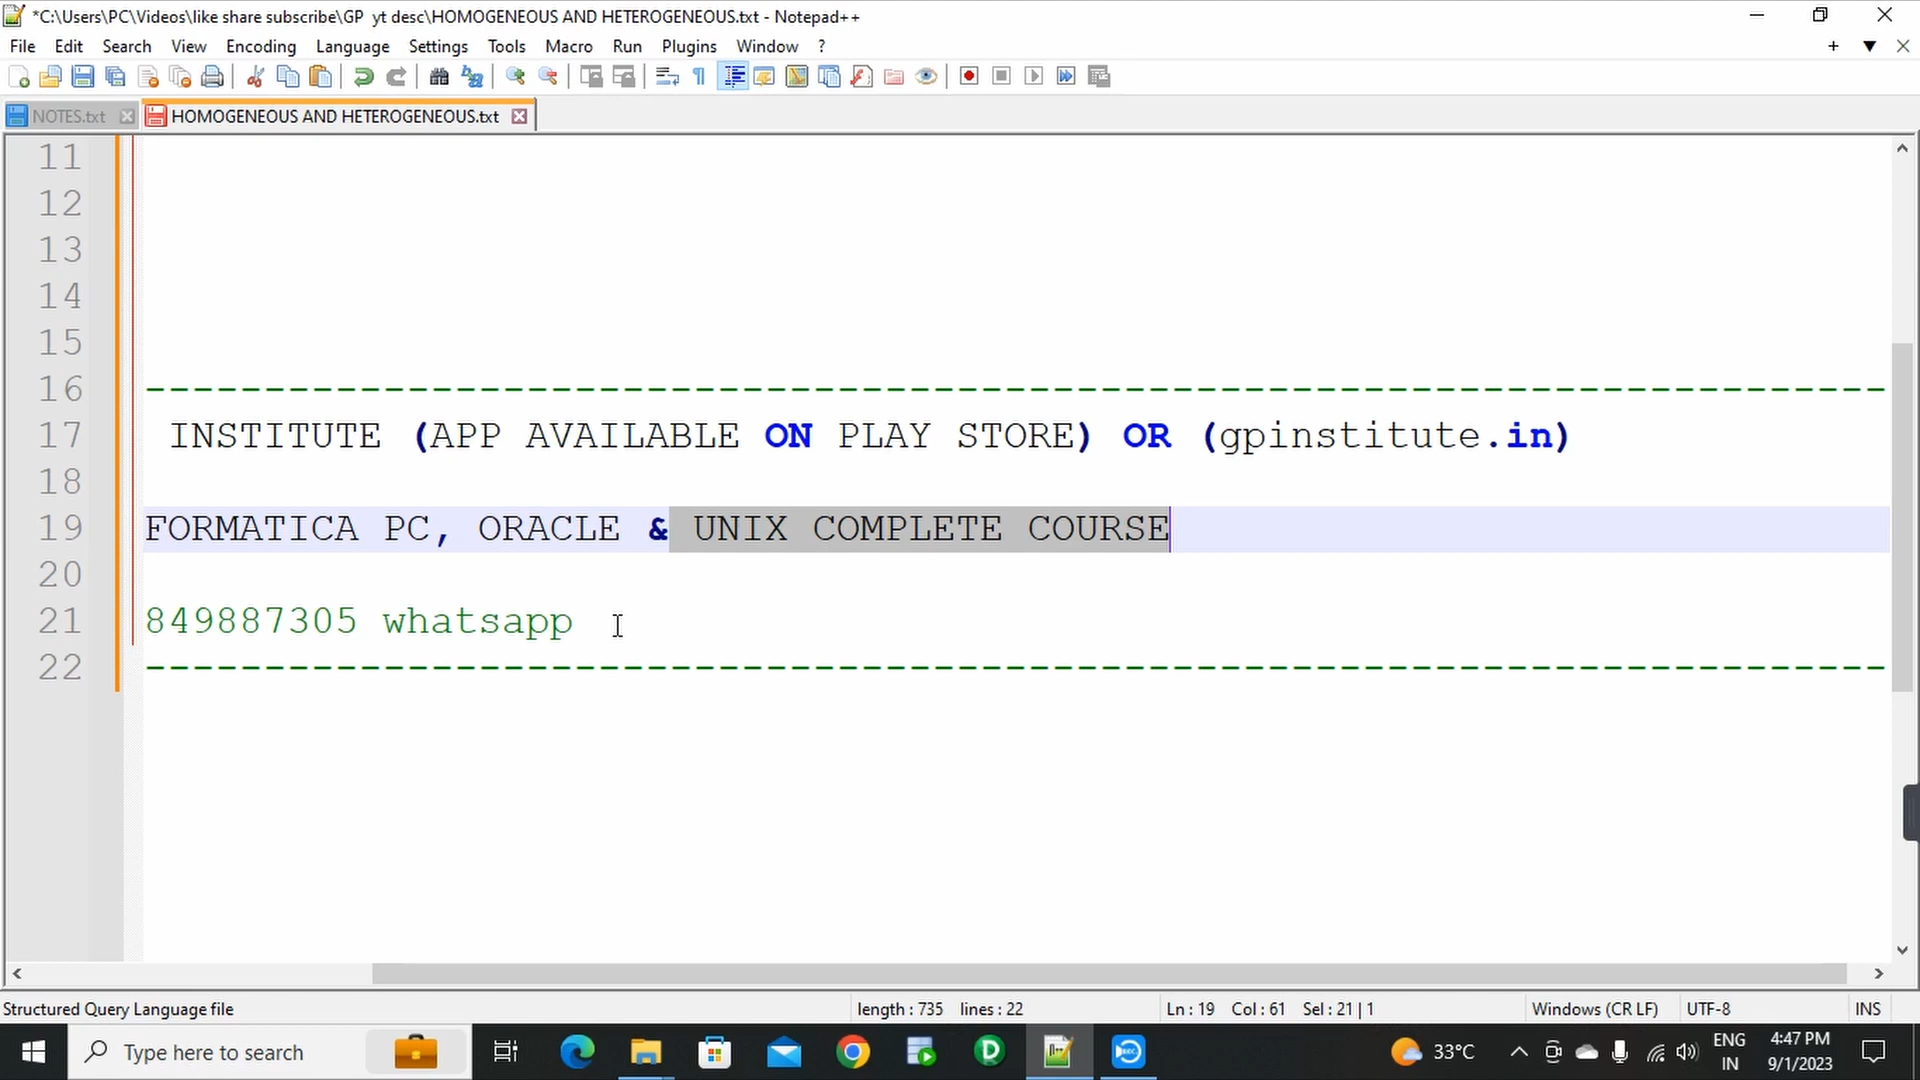 *C:\Users\PC\Videos\like share subscribe\GP yt desc\HOMOGENEOUS AND HETEROGENEOUS.txt - Notepad++
File Edit Search View Encoding Language Settings Tools Macro Run Plugins Window ?
NOTES.txt HOMOGENEOUS AND HETEROGENEOUS.txt
11
12
13
14
15
16 -------------------------------------------------------------------------
17 INSTITUTE (APP AVAILABLE ON PLAY STORE) OR (gpinstitute.in)
18
19 FORMATICA PC, ORACLE & UNIX COMPLETE COURSE
20
21 849887305 whatsapp
22 -------------------------------------------------------------------------
Structured Query Language file length : 735 lines : 22 Ln : 19 Col : 61 Sel : 21 | 1 Windows (CR LF) UTF-8 INS
Type here to search 33°C ENG IN 4:47 PM 9/1/2023